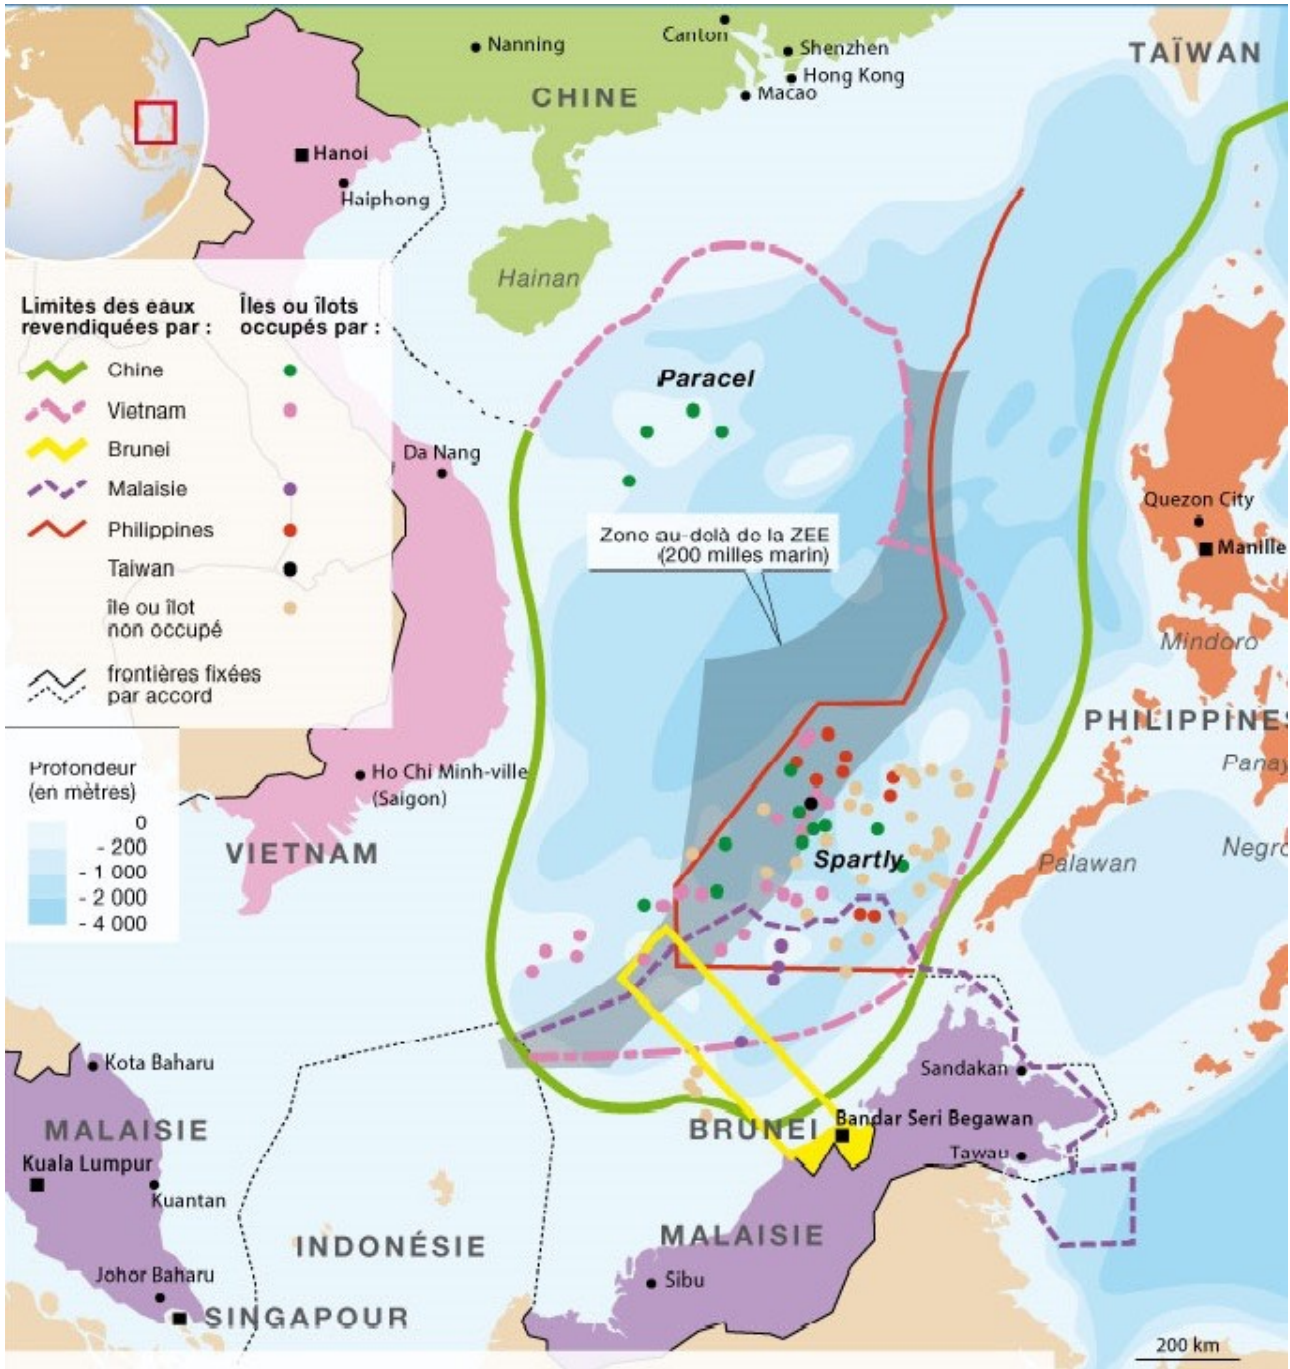 Nanning
Canton
Shenzhen
Hong Kong
Macao
CHINE
TAÏWAN
Hanoi
Haiphong
Hainan
Limites des eaux
revendiquées par :
Îles ou îlots
occupés par :
Chine
Vietnam
Brunei
Malaisie
Philippines
Taiwan
île ou îlot
non occupé
frontières fixées
par accord
Paracel
Da Nang
Zone au-delà de la ZEE
(200 milles marin)
Quezon City
Manille
Mindoro
PHILIPPINES
Panay
Negro
Palawan
Profondeur
(en mètres)
0
- 200
- 1 000
- 2 000
- 4 000
Ho Chi Minh-ville
(Saigon)
VIETNAM
Spartly
Kota Baharu
MALAISIE
Kuala Lumpur
Kuantan
Johor Baharu
SINGAPOUR
INDONÉSIE
Sandakan
BRUNEI
Bandar Seri Begawan
Tawau
MALAISIE
Sibu
200 km